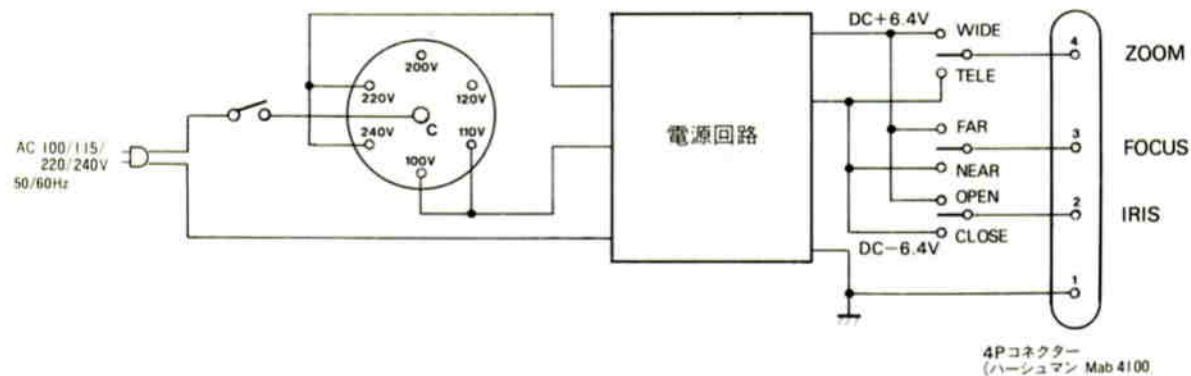 AC 100/115/
220/240V
50/60Hz
200V
220V
120V
C
240V
110V
100V
電源回路
DC+6.4V
WIDE
TELE
4
ZOOM
FAR
NEAR
3
FOCUS
OPEN
CLOSE
2
IRIS
DC−6.4V
1
4Pコネクター
(ハーシュマン Mab 4100